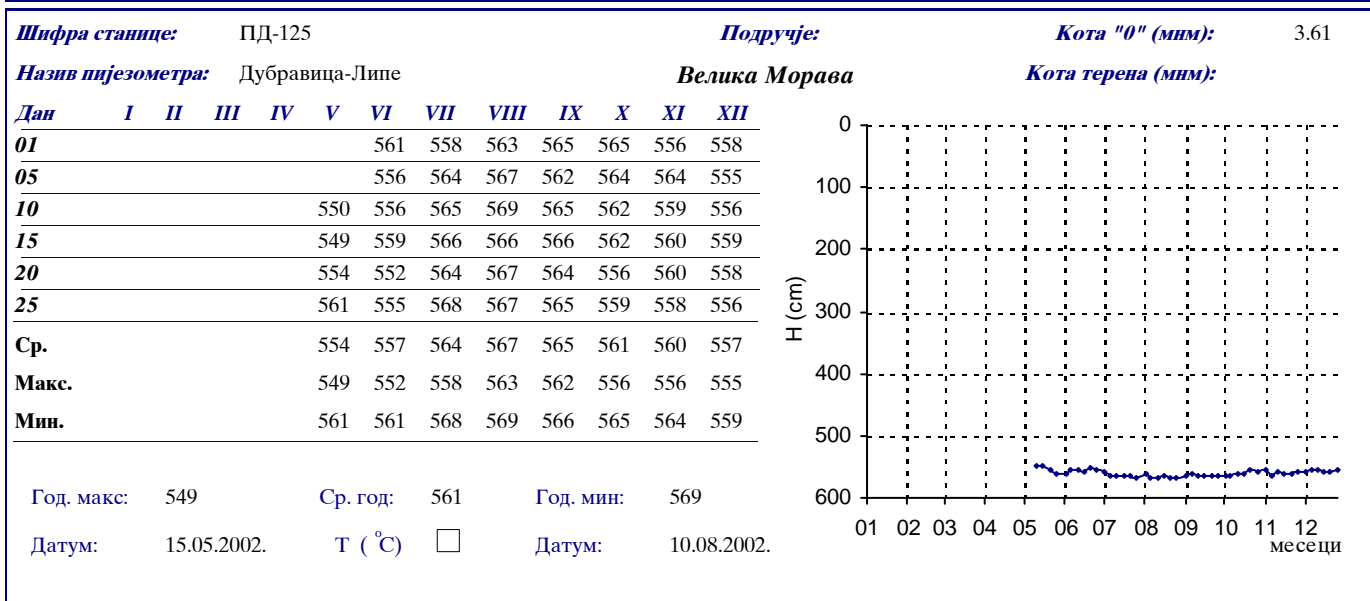 Шифра станице: ПД-125 Подручје: Кота "0" (мнм): 3.61
Назив пијезометра: Дубравица-Липе Велика Морава Кота терена (мнм):
Дан I II III IV V VI VII VIII IX X XI XII
01 561 558 563 565 565 556 558
05 556 564 567 562 564 564 555
10 550 556 565 569 565 562 559 556
15 549 559 566 566 566 562 560 559
20 554 552 564 567 564 556 560 558
25 561 555 568 567 565 559 558 556
Ср. 554 557 564 567 565 561 560 557
Макс. 549 552 558 563 562 556 556 555
Мин. 561 561 568 569 566 565 564 559
Год. макс: 549 Ср. год: 561 Год. мин: 569
Датум: 15.05.2002. Т ( °C) Датум: 10.08.2002.
H (cm)
0
100
200
300
400
500
600
01 02 03 04 05 06 07 08 09 10 11 12
месеци